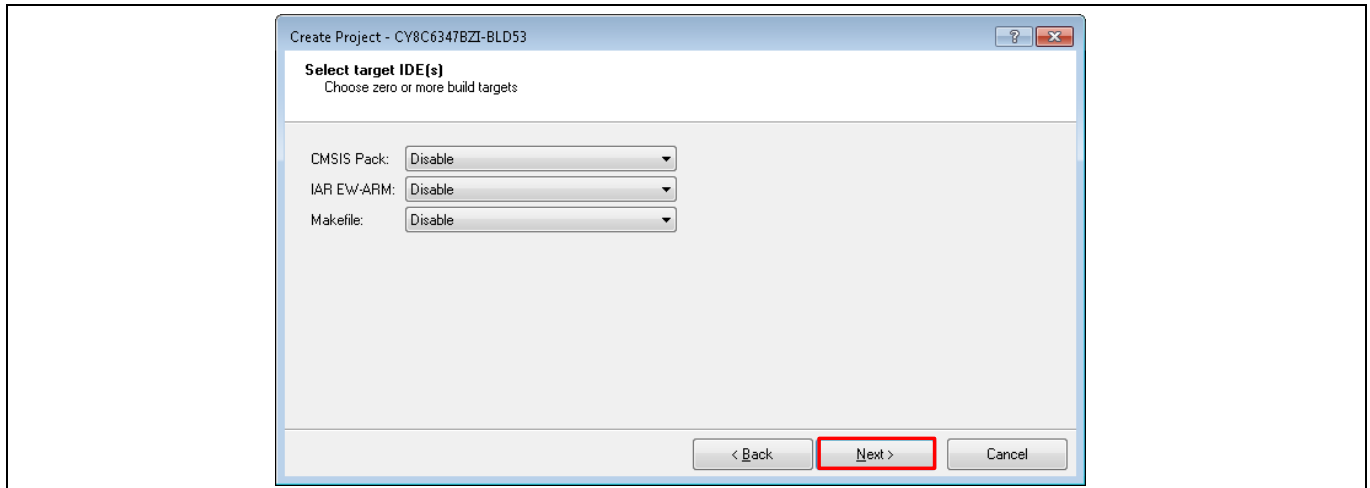 Create Project - CY8C6347BZI-BLD53
Select target IDE(s)
Choose zero or more build targets
CMSIS Pack: Disable
IAR EW-ARM: Disable
Makefile: Disable
< Back Next > Cancel